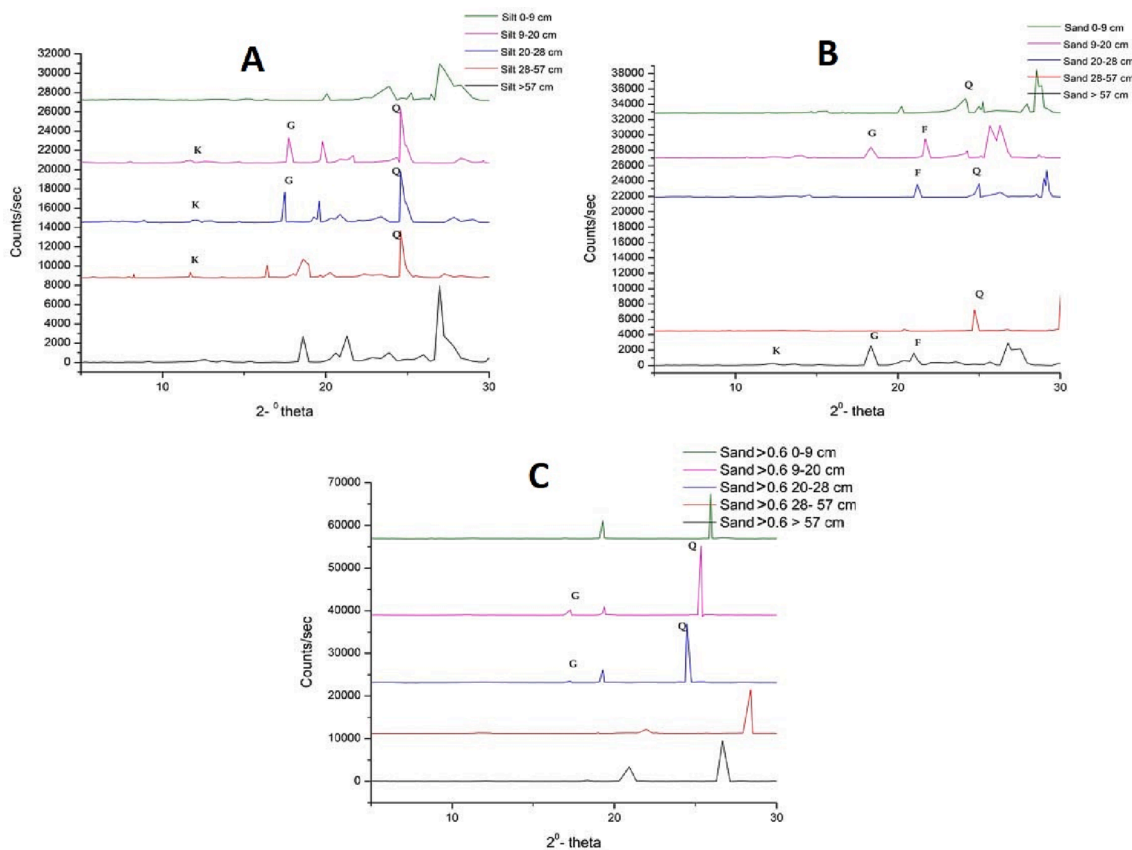 A
Silt 0-9 cm
Silt 9-20 cm
Silt 20-28 cm
Silt 28-57 cm
Silt >57 cm
32000
30000
28000
26000
24000
22000
20000
18000
16000
14000
12000
10000
8000
6000
4000
2000
0
Counts/sec
K
G
Q
K
G
Q
K
Q
10
20
30
2- ⁰ theta
B
Sand 0-9 cm
Sand 9-20 cm
Sand 20-28 cm
Sand 28-57 cm
Sand > 57 cm
38000
36000
34000
32000
30000
28000
26000
24000
22000
10000
8000
6000
4000
2000
0
Counts/sec
Q
G
F
F
Q
Q
K
G
F
10
20
30
2⁰- theta
C
Sand>0.6 0-9 cm
Sand>0.6 9-20 cm
Sand>0.6 20-28 cm
Sand>0.6 28- 57 cm
Sand>0.6 > 57 cm
70000
60000
50000
40000
30000
20000
10000
0
Counts/sec
Q
G
Q
G
10
20
30
2⁰- theta